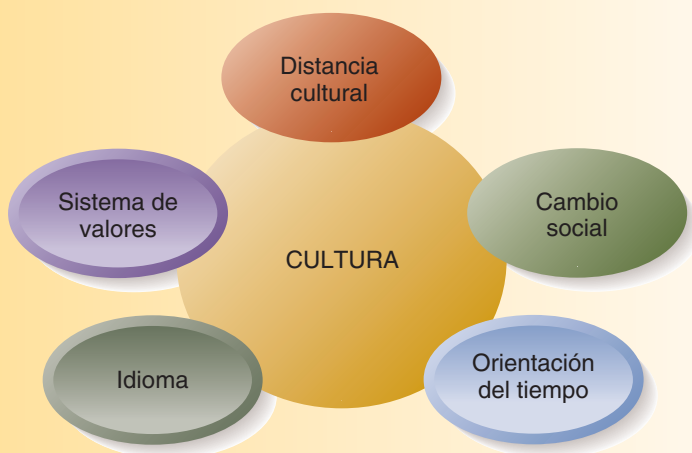 Distancia
cultural
Sistema de
valores
Cambio
social
CULTURA
Idioma
Orientación
del tiempo